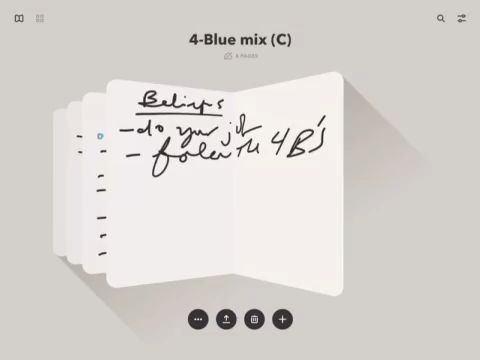 4-Blue mix (C)
Beliefs
-do your job
- follow the 4B's